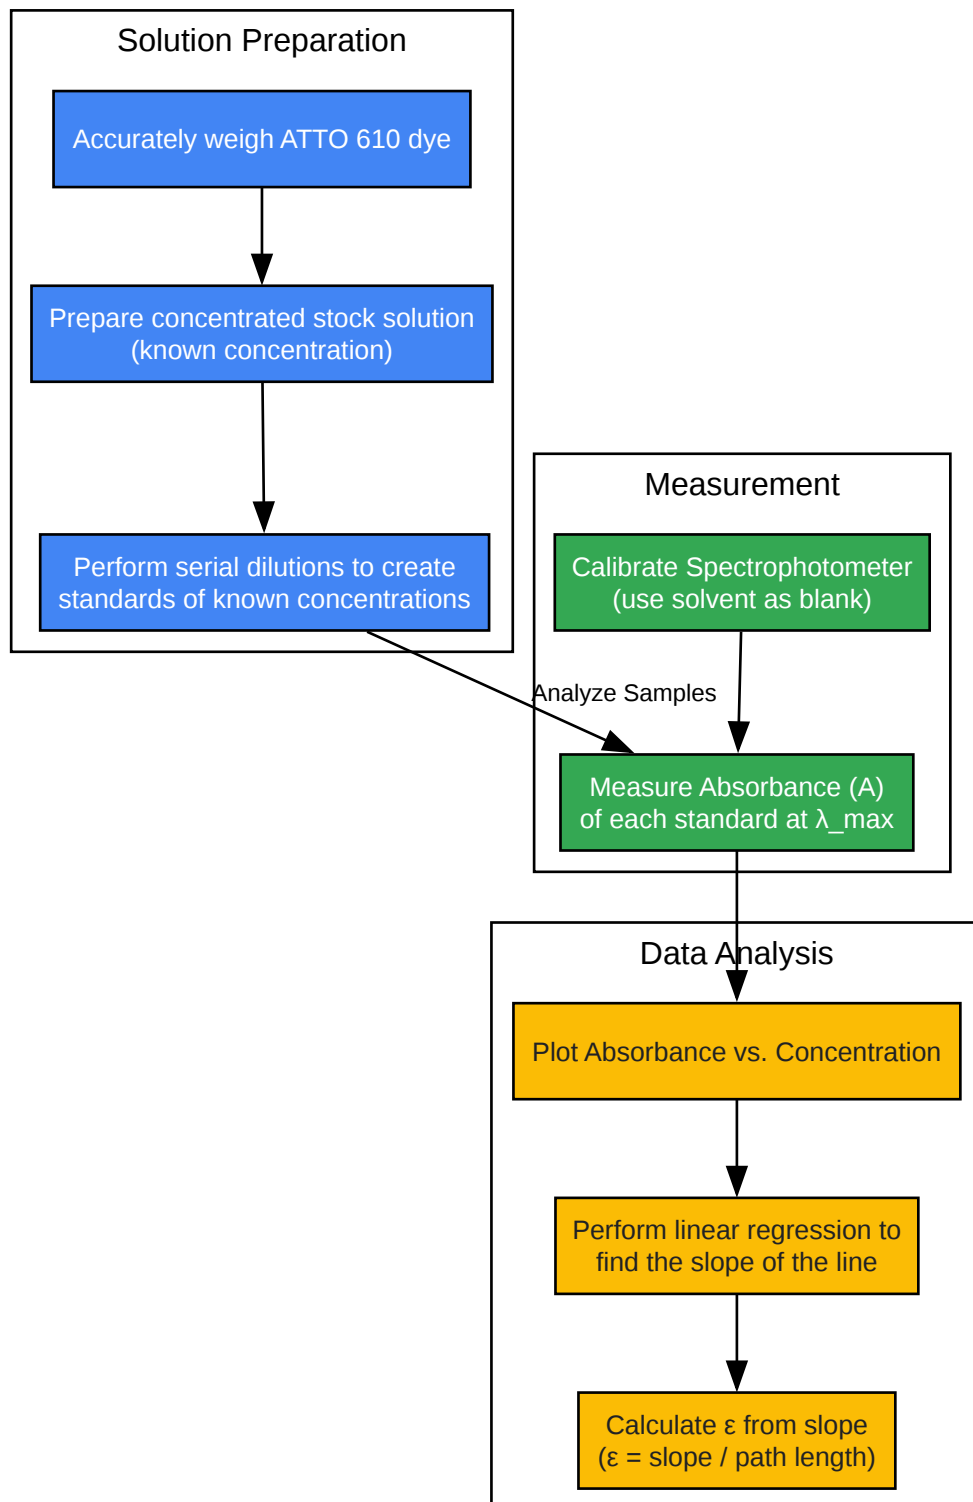 Solution Preparation
Accurately weigh ATTO 610 dye
Prepare concentrated stock solution
(known concentration)
Perform serial dilutions to create
standards of known concentrations
Measurement
Calibrate Spectrophotometer
(use solvent as blank)
Analyze Samples
Measure Absorbance (A)
of each standard at λ_max
Data Analysis
Plot Absorbance vs. Concentration
Perform linear regression to
find the slope of the line
Calculate ε from slope
(ε = slope / path length)